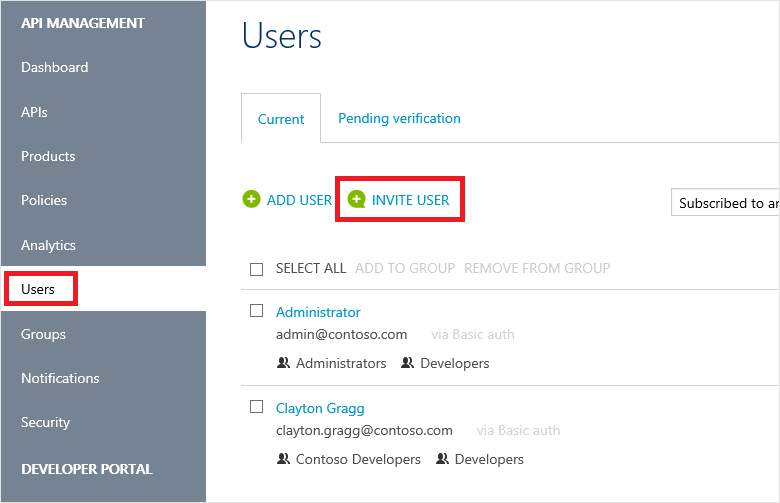 API MANAGEMENT
Dashboard
APIs
Products
Policies
Analytics
Users
Groups
Notifications
Security
DEVELOPER PORTAL
Users
Current
Pending verification
ADD USER
INVITE USER
Subscribed to
SELECT ALL ADD TO GROUP REMOVE FROM GROUP
Administrator
admin@contoso.com via Basic auth
Administrators Developers
Clayton Gragg
clayton.gragg@contoso.com via Basic auth
Contoso Developers Developers